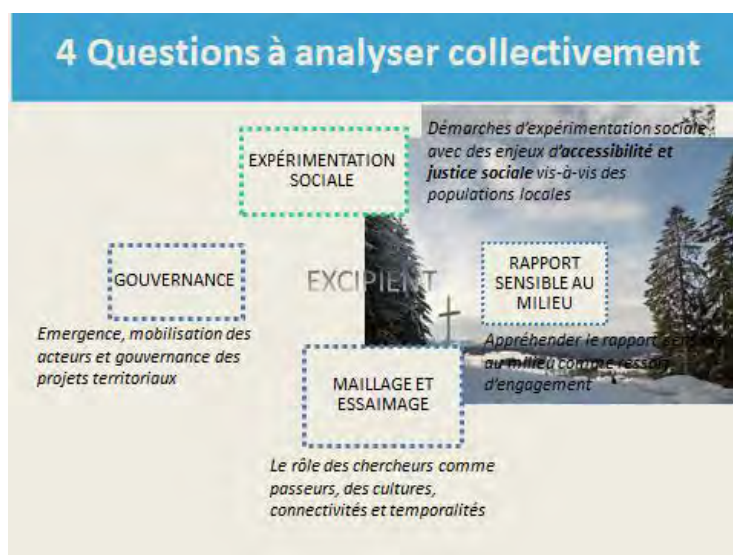 4 Questions à analyser collectivement
EXPÉRIMENTATION
SOCIALE
Démarches d'expérimentation sociale
avec des enjeux d'accessibilité et
justice sociale vis-à-vis des
populations locales
GOUVERNANCE
Emergence, mobilisation des
acteurs et gouvernance des
projets territoriaux
EXCIPIENT
RAPPORT
SENSIBLE AU
MILIEU
Appréhender le rapport
au milieu comme ressort
d'engagement
MAILLAGE ET
ESSAIMAGE
Le rôle des chercheurs comme
passeurs, des cultures,
connectivités et temporalités